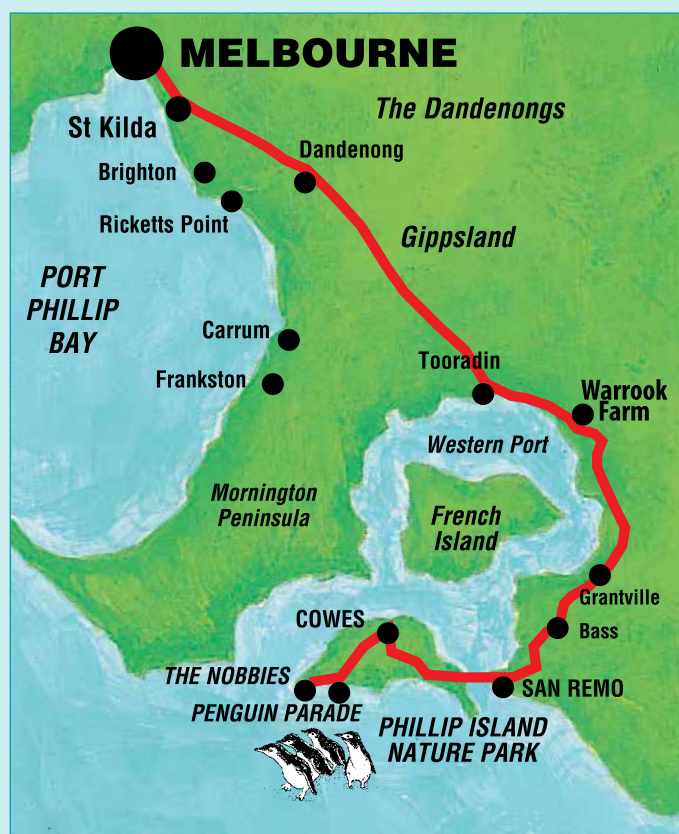 MELBOURNE
The Dandenongs
St Kilda
Dandenong
Brighton
Ricketts Point
Gippsland
PORT
PHILLIP
BAY
Carrum
Tooradin
Frankston
Warrook
Farm
Western Port
Mornington
Peninsula
French
Island
Grantville
COWES
Bass
THE NOBBIES
SAN REMO
PENGUIN PARADE
PHILLIP ISLAND
NATURE PARK